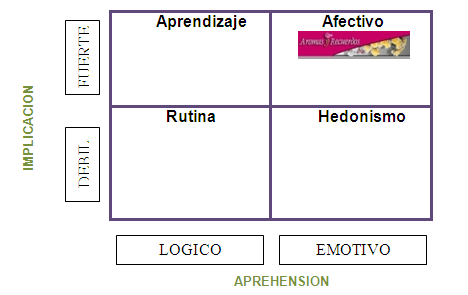 Aprendizaje
Afectivo
Aromas y Recuerdos
Rutina
Hedonismo
IMPLICACION
FUERTE
DEBIL
LOGICO
EMOTIVO
APREHENSION